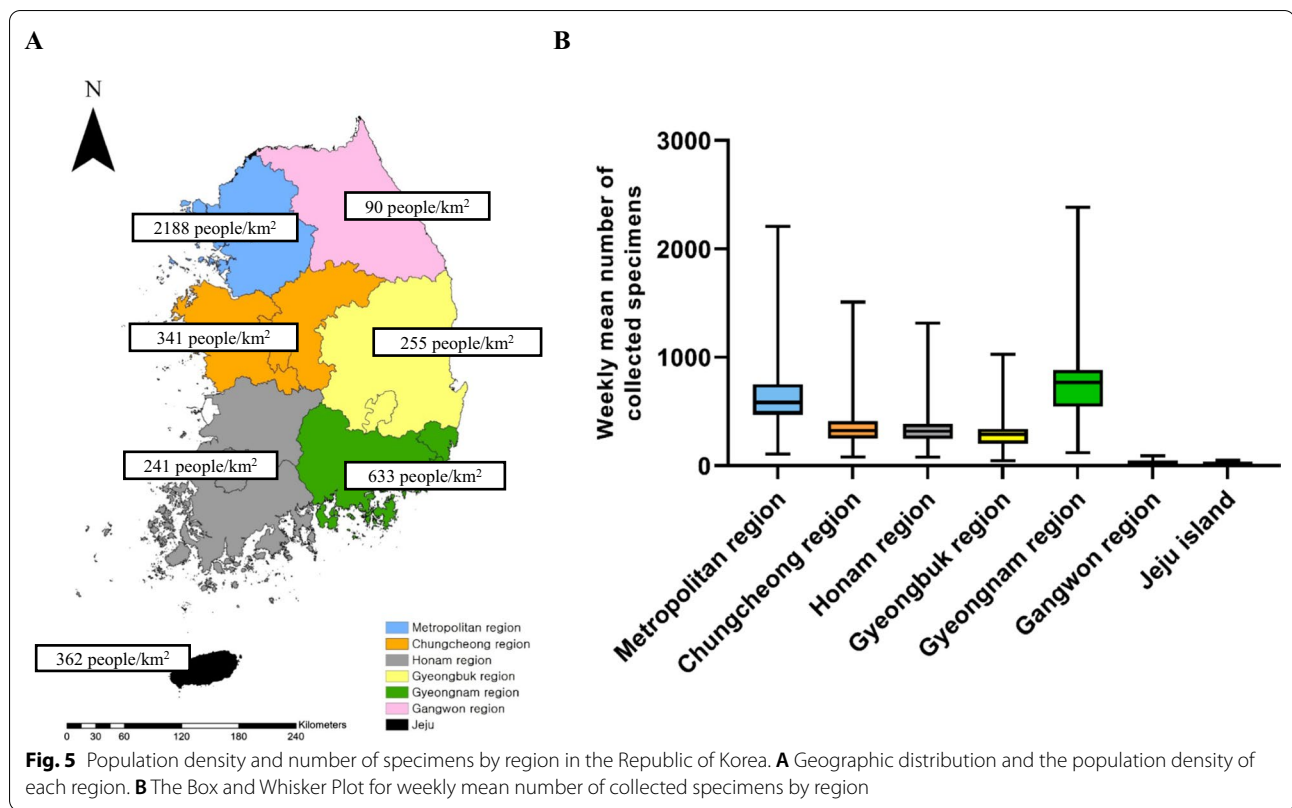 A
N
90 people/km²
2188 people/km²
341 people/km²
255 people/km²
241 people/km²
633 people/km²
362 people/km²
Metropolitan region
Chungcheong region
Honam region
Gyeongbuk region
Gyeongnam region
Gangwon region
Jeju
Kilometers
0 30 60 120 180 240
B
Weekly mean number of
collected specimens
3000
2000
1000
0
Metropolitan region
Chungcheong region
Honam region
Gyeongbuk region
Gyeongnam region
Gangwon region
Jeju island
Fig. 5 Population density and number of specimens by region in the Republic of Korea. A Geographic distribution and the population density of
each region. B The Box and Whisker Plot for weekly mean number of collected specimens by region